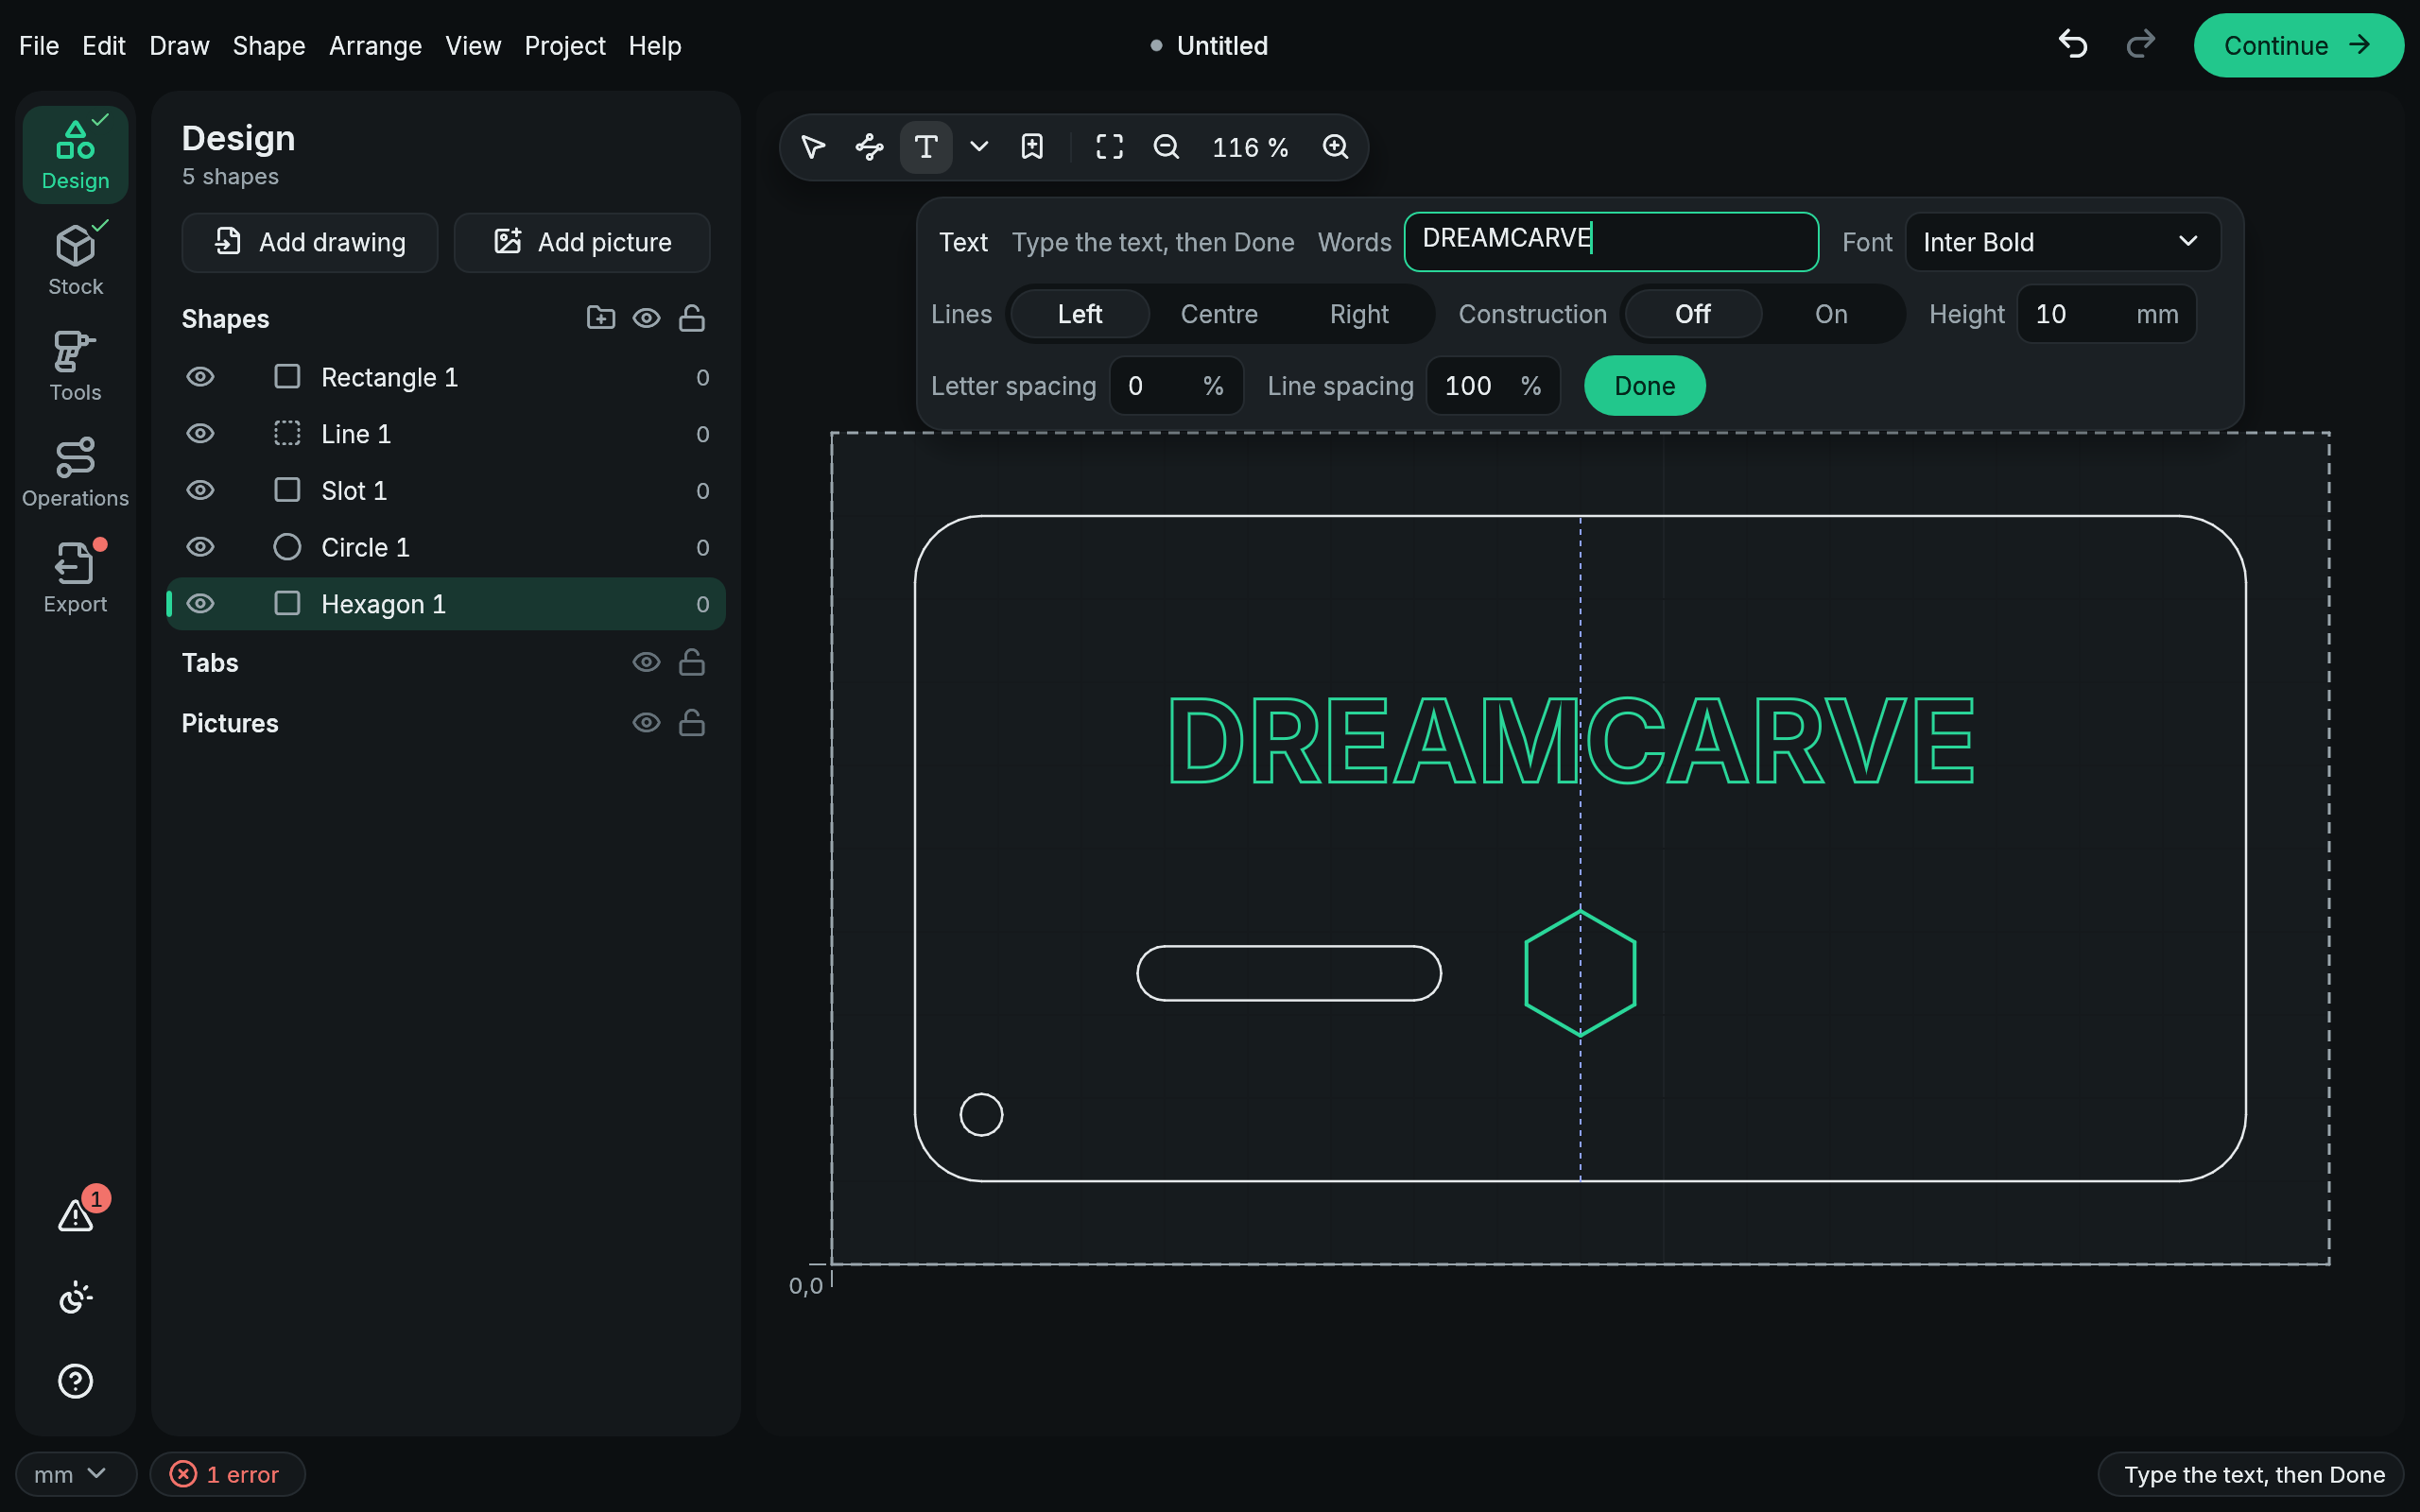 File Edit Draw Shape Arrange View Project Help
Untitled
Continue
Design
Stock
Tools
Operations
Export
1
Design
5 shapes
Add drawing
Add picture
Shapes
Rectangle 1 0
Line 1 0
Slot 1 0
Circle 1 0
Hexagon 1 0
Tabs
Pictures
116 %
Text Type the text, then Done Words DREAMCARVE Font Inter Bold
Lines Left Centre Right Construction Off On Height 10 mm
Letter spacing 0 % Line spacing 100 % Done
DREAMCARVE
0,0
mm
1 error
Type the text, then Done